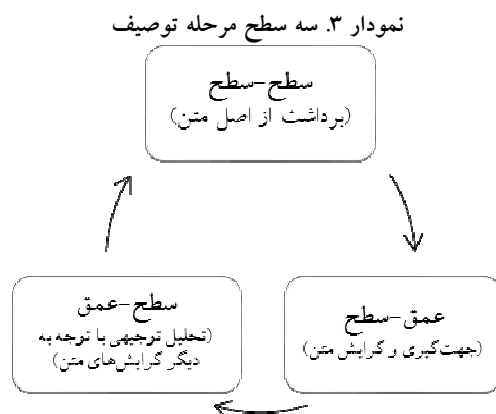 نمودار ۳. سه سطح مرحله توصیف
سطح-سطح
(برداشت از اصل متن)
عمق-سطح
(جهت‌گیری و گرایش متن)
سطح-عمق
(تحلیل توجیهی با توجه به
دیگر گرایش‌های متن)